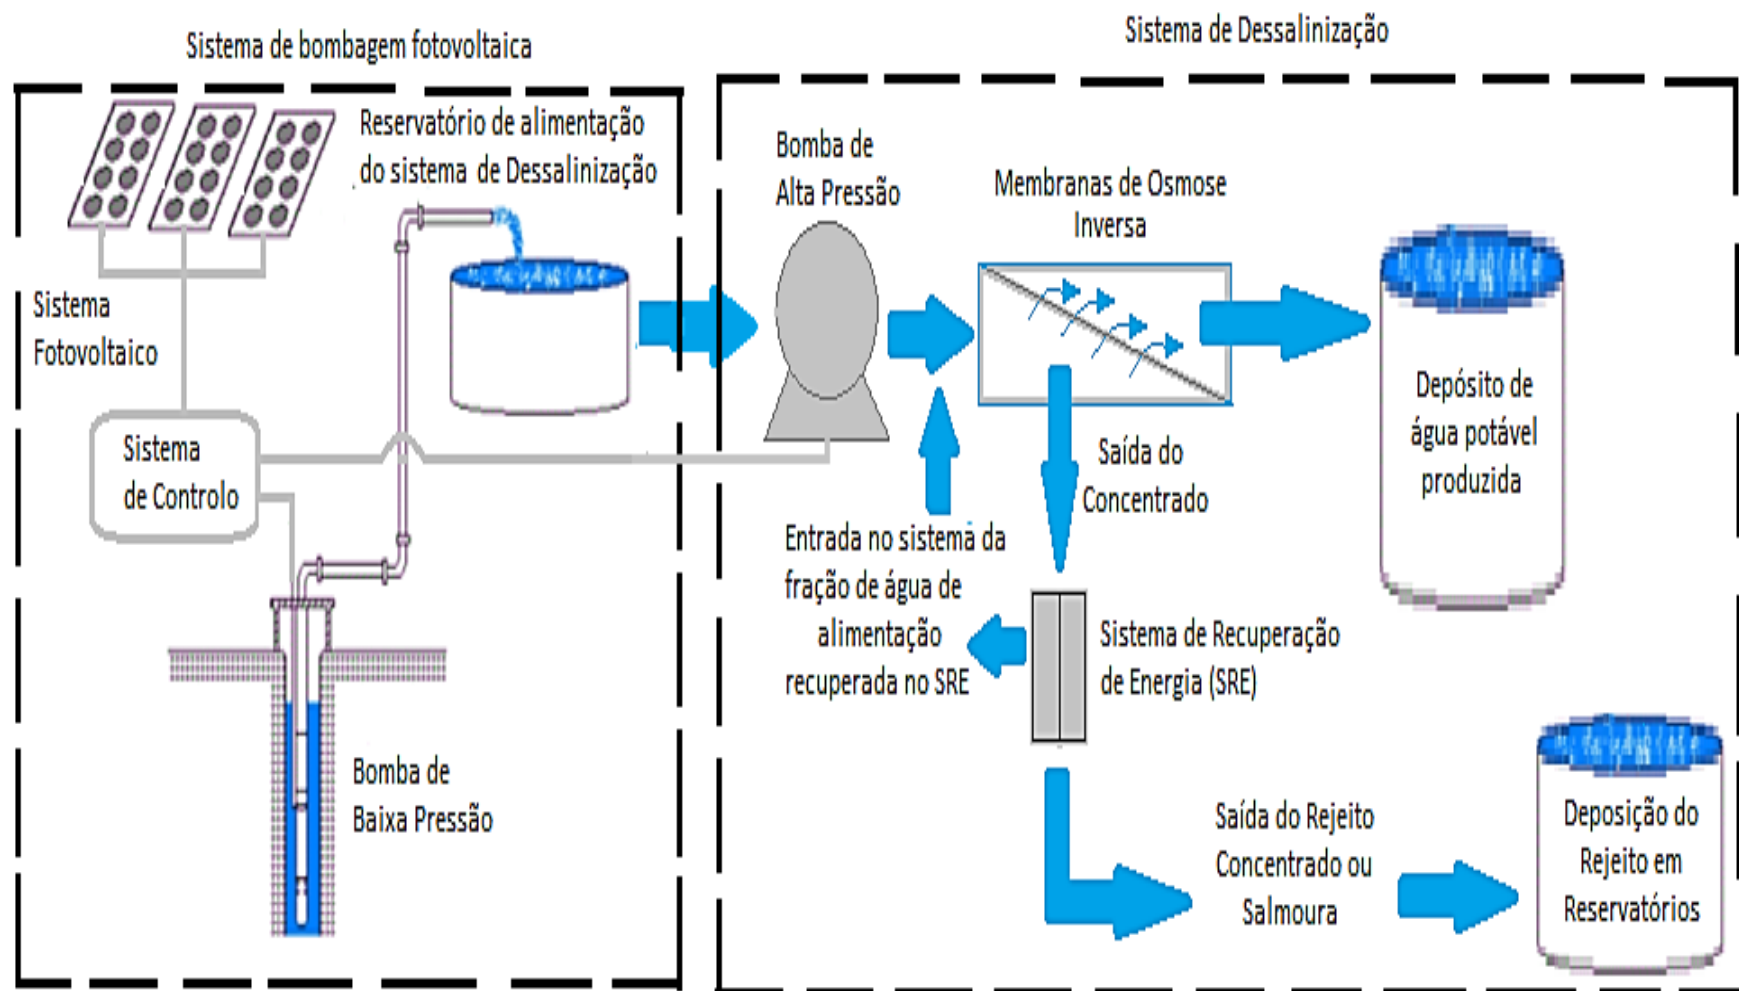 Sistema de bombagem fotovoltaica
Reservatório de alimentação
do sistema de Dessalinização
Sistema
Fotovoltaico
Sistema
de Controlo
Bomba de
Baixa Pressão
Sistema de Dessalinização
Bomba de
Alta Pressão
Membranas de Osmose
Inversa
Depósito de
água potável
produzida
Saída do
Concentrado
Entrada no sistema da
fração de água de
alimentação
recuperada no SRE
Sistema de Recuperação
de Energia (SRE)
Saída do Rejeito
Concentrado ou
Salmoura
Deposição do
Rejeito em
Reservatórios